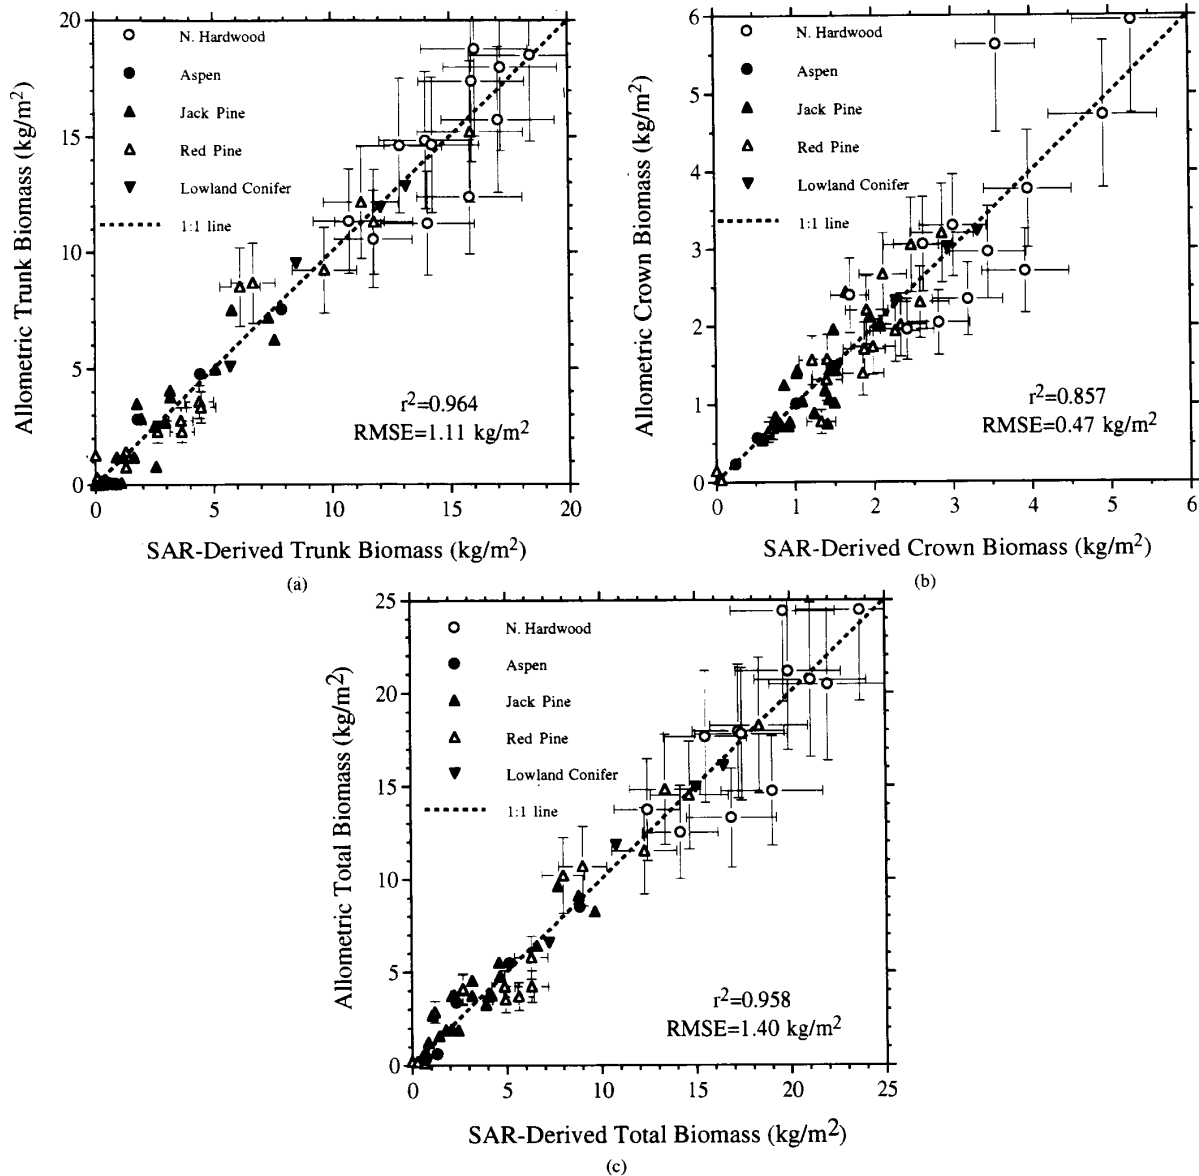 20
15
10
5
0
Allometric Trunk Biomass (kg/m2)
N. Hardwood
Aspen
Jack Pine
Red Pine
Lowland Conifer
1:1 line
r2=0.964
RMSE=1.11 kg/m2
0 5 10 15 20
SAR-Derived Trunk Biomass (kg/m2)
(a)
6
5
4
3
2
1
0
Allometric Crown Biomass (kg/m2)
N. Hardwood
Aspen
Jack Pine
Red Pine
Lowland Conifer
1:1 line
r2=0.857
RMSE=0.47 kg/m2
0 1 2 3 4 5 6
SAR-Derived Crown Biomass (kg/m2)
(b)
25
20
15
10
5
0
Allometric Total Biomass (kg/m2)
N. Hardwood
Aspen
Jack Pine
Red Pine
Lowland Conifer
1:1 line
r2=0.958
RMSE=1.40 kg/m2
0 5 10 15 20 25
SAR-Derived Total Biomass (kg/m2)
(c)